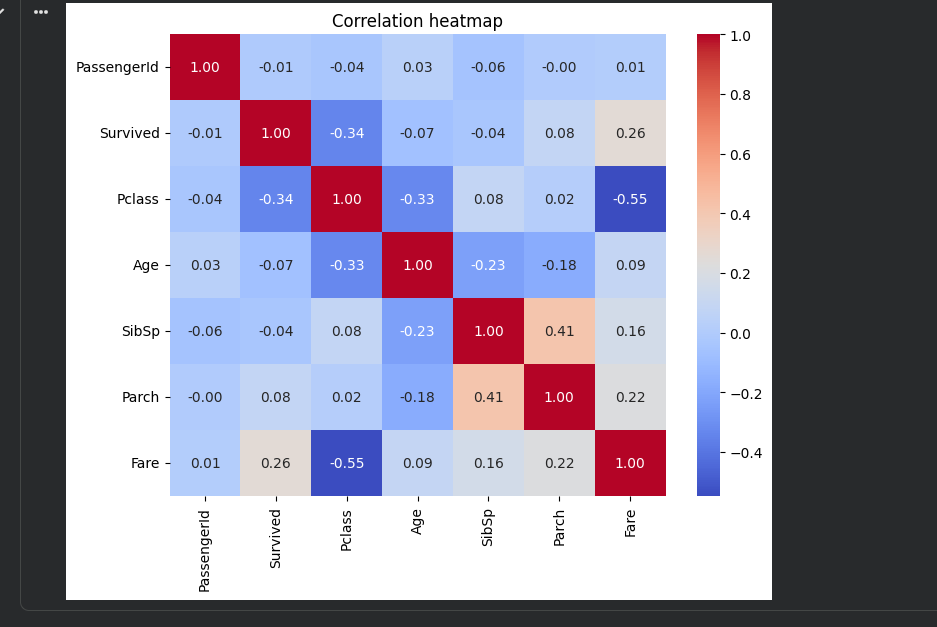 Correlation heatmap
PassengerId 1.00 -0.01 -0.04 0.03 -0.06 -0.00 0.01
Survived -0.01 1.00 -0.34 -0.07 -0.04 0.08 0.26
Pclass -0.04 -0.34 1.00 -0.33 0.08 0.02 -0.55
Age 0.03 -0.07 -0.33 1.00 -0.23 -0.18 0.09
SibSp -0.06 -0.04 0.08 -0.23 1.00 0.41 0.16
Parch -0.00 0.08 0.02 -0.18 0.41 1.00 0.22
Fare 0.01 0.26 -0.55 0.09 0.16 0.22 1.00
PassengerId Survived Pclass Age SibSp Parch Fare
1.0
0.8
0.6
0.4
0.2
0.0
−0.2
−0.4